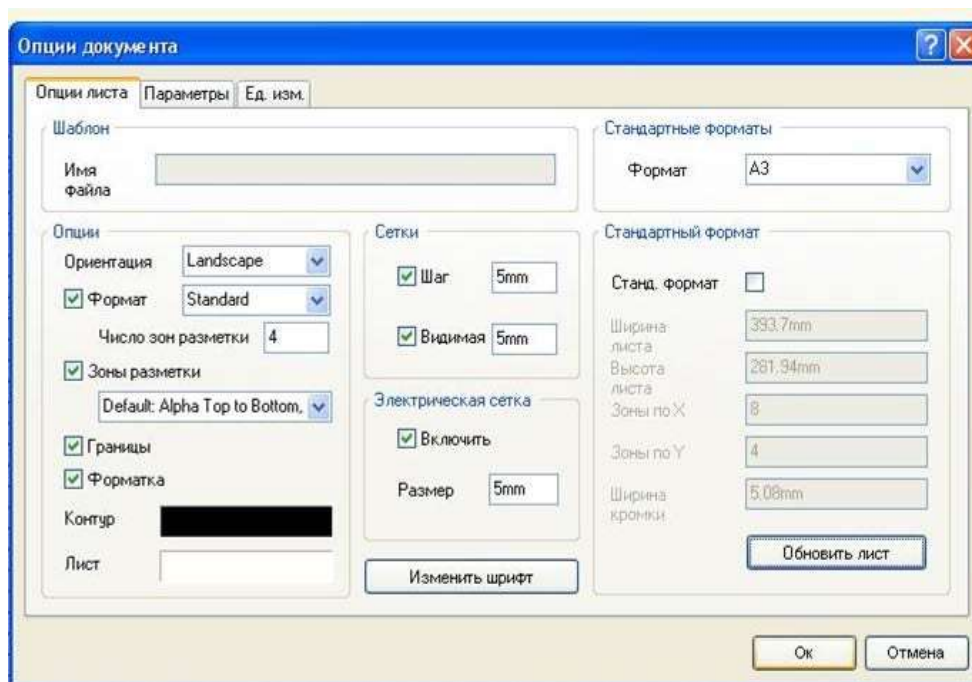 Опции документа
Опции листа Параметры Ед. изм.
Шаблон
Имя
файла
Стандартные форматы
Формат A3
Опции
Ориентация Landscape
Формат Standard
Число зон разметки 4
Зоны разметки
Default: Alpha Top to Bottom,
Границы
Форматка
Контур
Лист
Сетки
Шаг 5mm
Видимая 5mm
Электрическая сетка
Включить
Размер 5mm
Изменить шрифт
Стандартный формат
Станд. формат
Ширина
листа
393.7mm
Высота
листа
281.94mm
Зоны по X 8
Зоны по Y 4
Ширина
кромки
5.08mm
Обновить лист
Ок Отмена